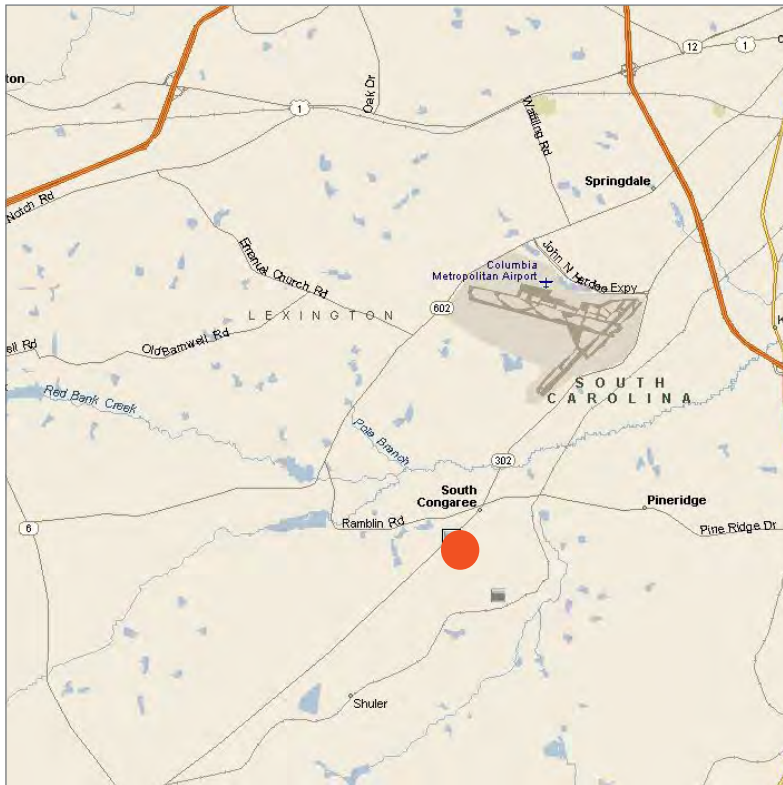 12
1
ton
1
Oak Dr
Wattling Rd
Springdale
Notch Rd
Emanuel Church Rd
John N Hardee Expy
Columbia
Metropolitan Airport
602
LEXINGTON
ell Rd
Old Barnwell Rd
K
SOUTH
CAROLINA
Red Bank Creek
Pole Branch
302
South
Congaree
Pineridge
6
Ramblin Rd
Pine Ridge Dr
Shuler